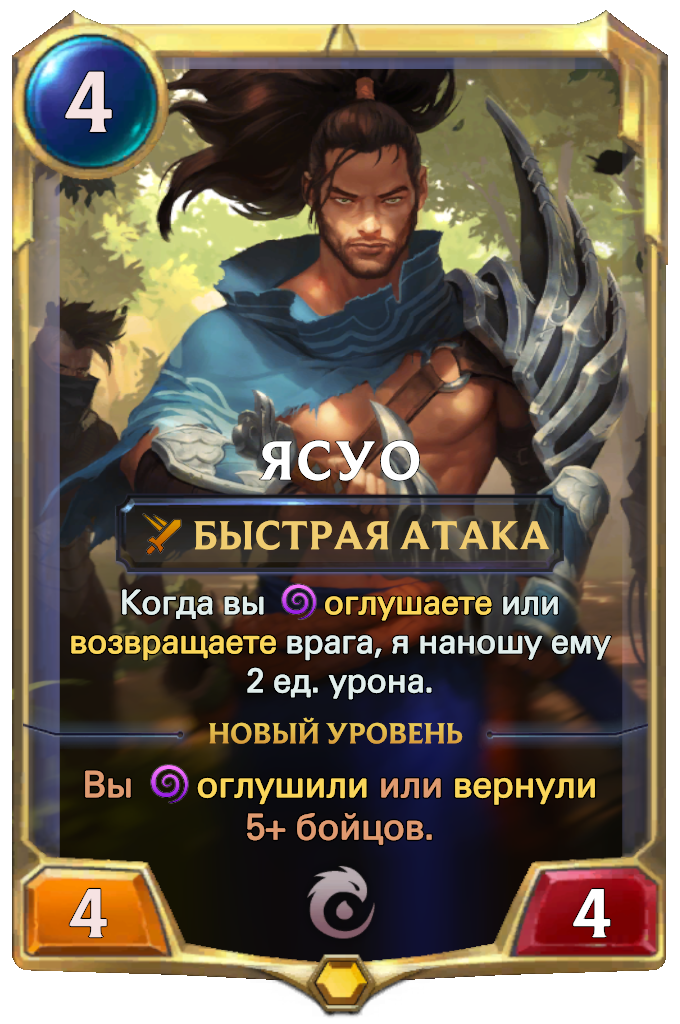 4
ЯСУО
БЫСТРАЯ АТАКА
Когда вы оглушаете или
возвращаете врага, я наношу ему
2 ед. урона.
НОВЫЙ УРОВЕНЬ
Вы оглушили или вернули
5+ бойцов.
4
4